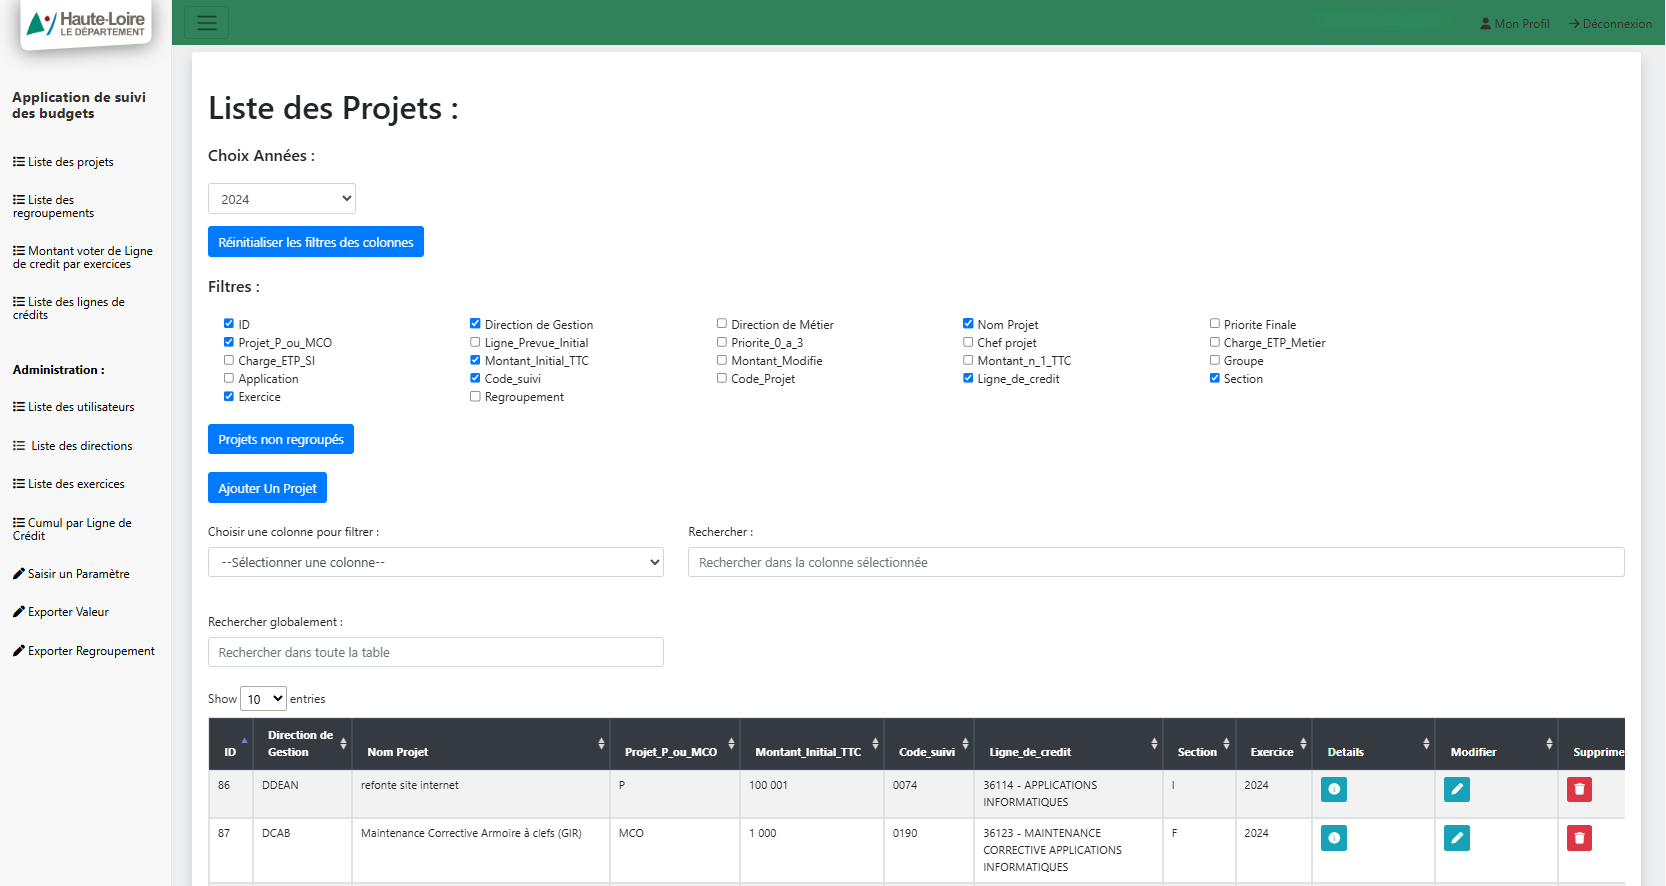 Haute-Loire
LE DÉPARTEMENT
Mon Profil
Déconnexion
Application de suivi
des budgets
Liste des projets
Liste des
regroupements
Montant voter de Ligne
de credit par exercices
Liste des lignes de
crédits
Administration :
Liste des utilisateurs
Liste des directions
Liste des exercices
Cumul par Ligne de
Crédit
Saisir un Paramètre
Exporter Valeur
Exporter Regroupement
Liste des Projets :
Choix Années :
2024
Réinitialiser les filtres des colonnes
Filtres :
ID
Direction de Gestion
Direction de Métier
Nom Projet
Priorite Finale
Projet_P_ou_MCO
Ligne_Prevue_Initial
Priorite_0_a_3
Chef projet
Charge_ETP_Metier
Charge_ETP_SI
Montant_Initial_TTC
Montant_Modifie
Montant_n_1_TTC
Groupe
Application
Code_suivi
Code_Projet
Ligne_de_credit
Section
Exercice
Regroupement
Projets non regroupés
Ajouter Un Projet
Choisir une colonne pour filtrer :
Rechercher :
--Sélectionner une colonne--
Rechercher dans la colonne sélectionnée
Rechercher globalement :
Rechercher dans toute la table
Show 10 entries
ID
Direction de
Gestion
Nom Projet
Projet_P_ou_MCO
Montant_Initial_TTC
Code_suivi
Ligne_de_credit
Section
Exercice
Details
Modifier
Supprime
86
DDEAN
refonte site internet
P
100 001
0074
36114 - APPLICATIONS
INFORMATIQUES
I
2024
87
DCAB
Maintenance Corrective Armoire à clefs (GIR)
MCO
1 000
0190
36123 - MAINTENANCE
CORRECTIVE APPLICATIONS
INFORMATIQUES
F
2024